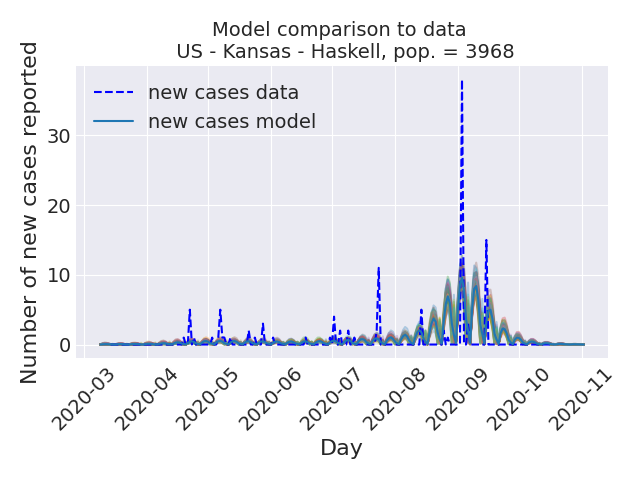 Model comparison to data
US - Kansas - Haskell, pop. = 3968
new cases data
new cases model
Number of new cases reported
30
20
10
0
2020-03
2020-04
2020-05
2020-06
2020-07
2020-08
2020-09
2020-10
2020-11
Day